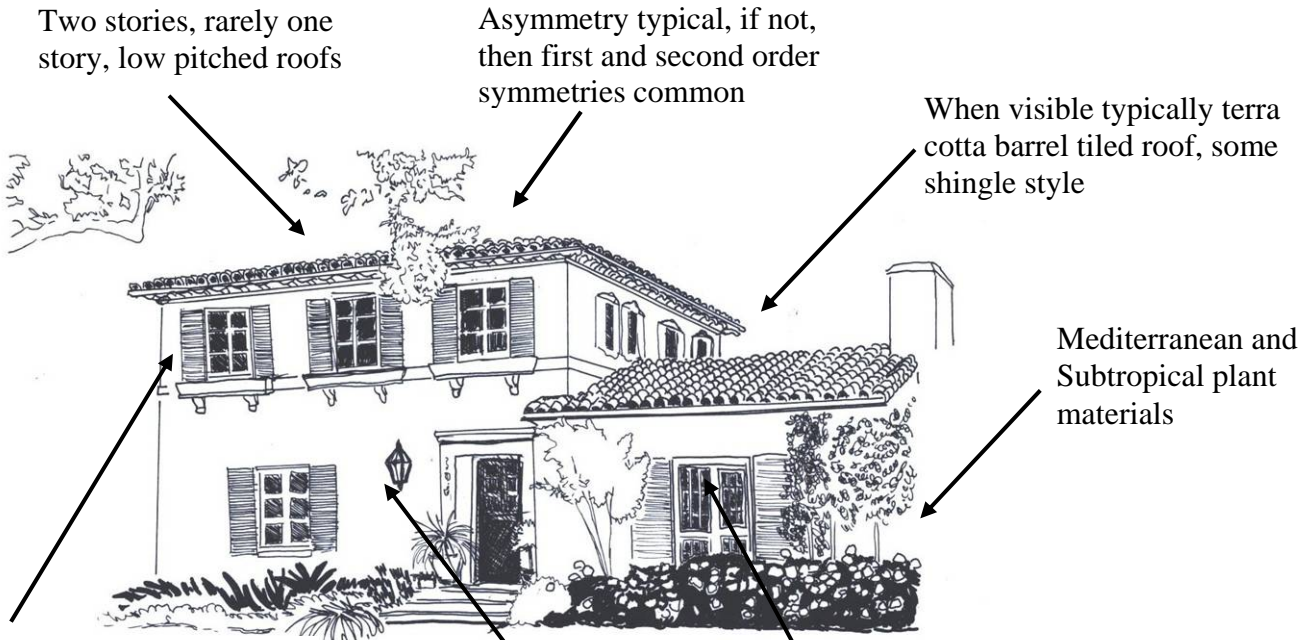 Two stories, rarely one
story, low pitched roofs
Asymmetry typical, if not,
then first and second order
symmetries common
When visible typically terra
cotta barrel tiled roof, some
shingle style
Mediterranean and
Subtropical plant
materials